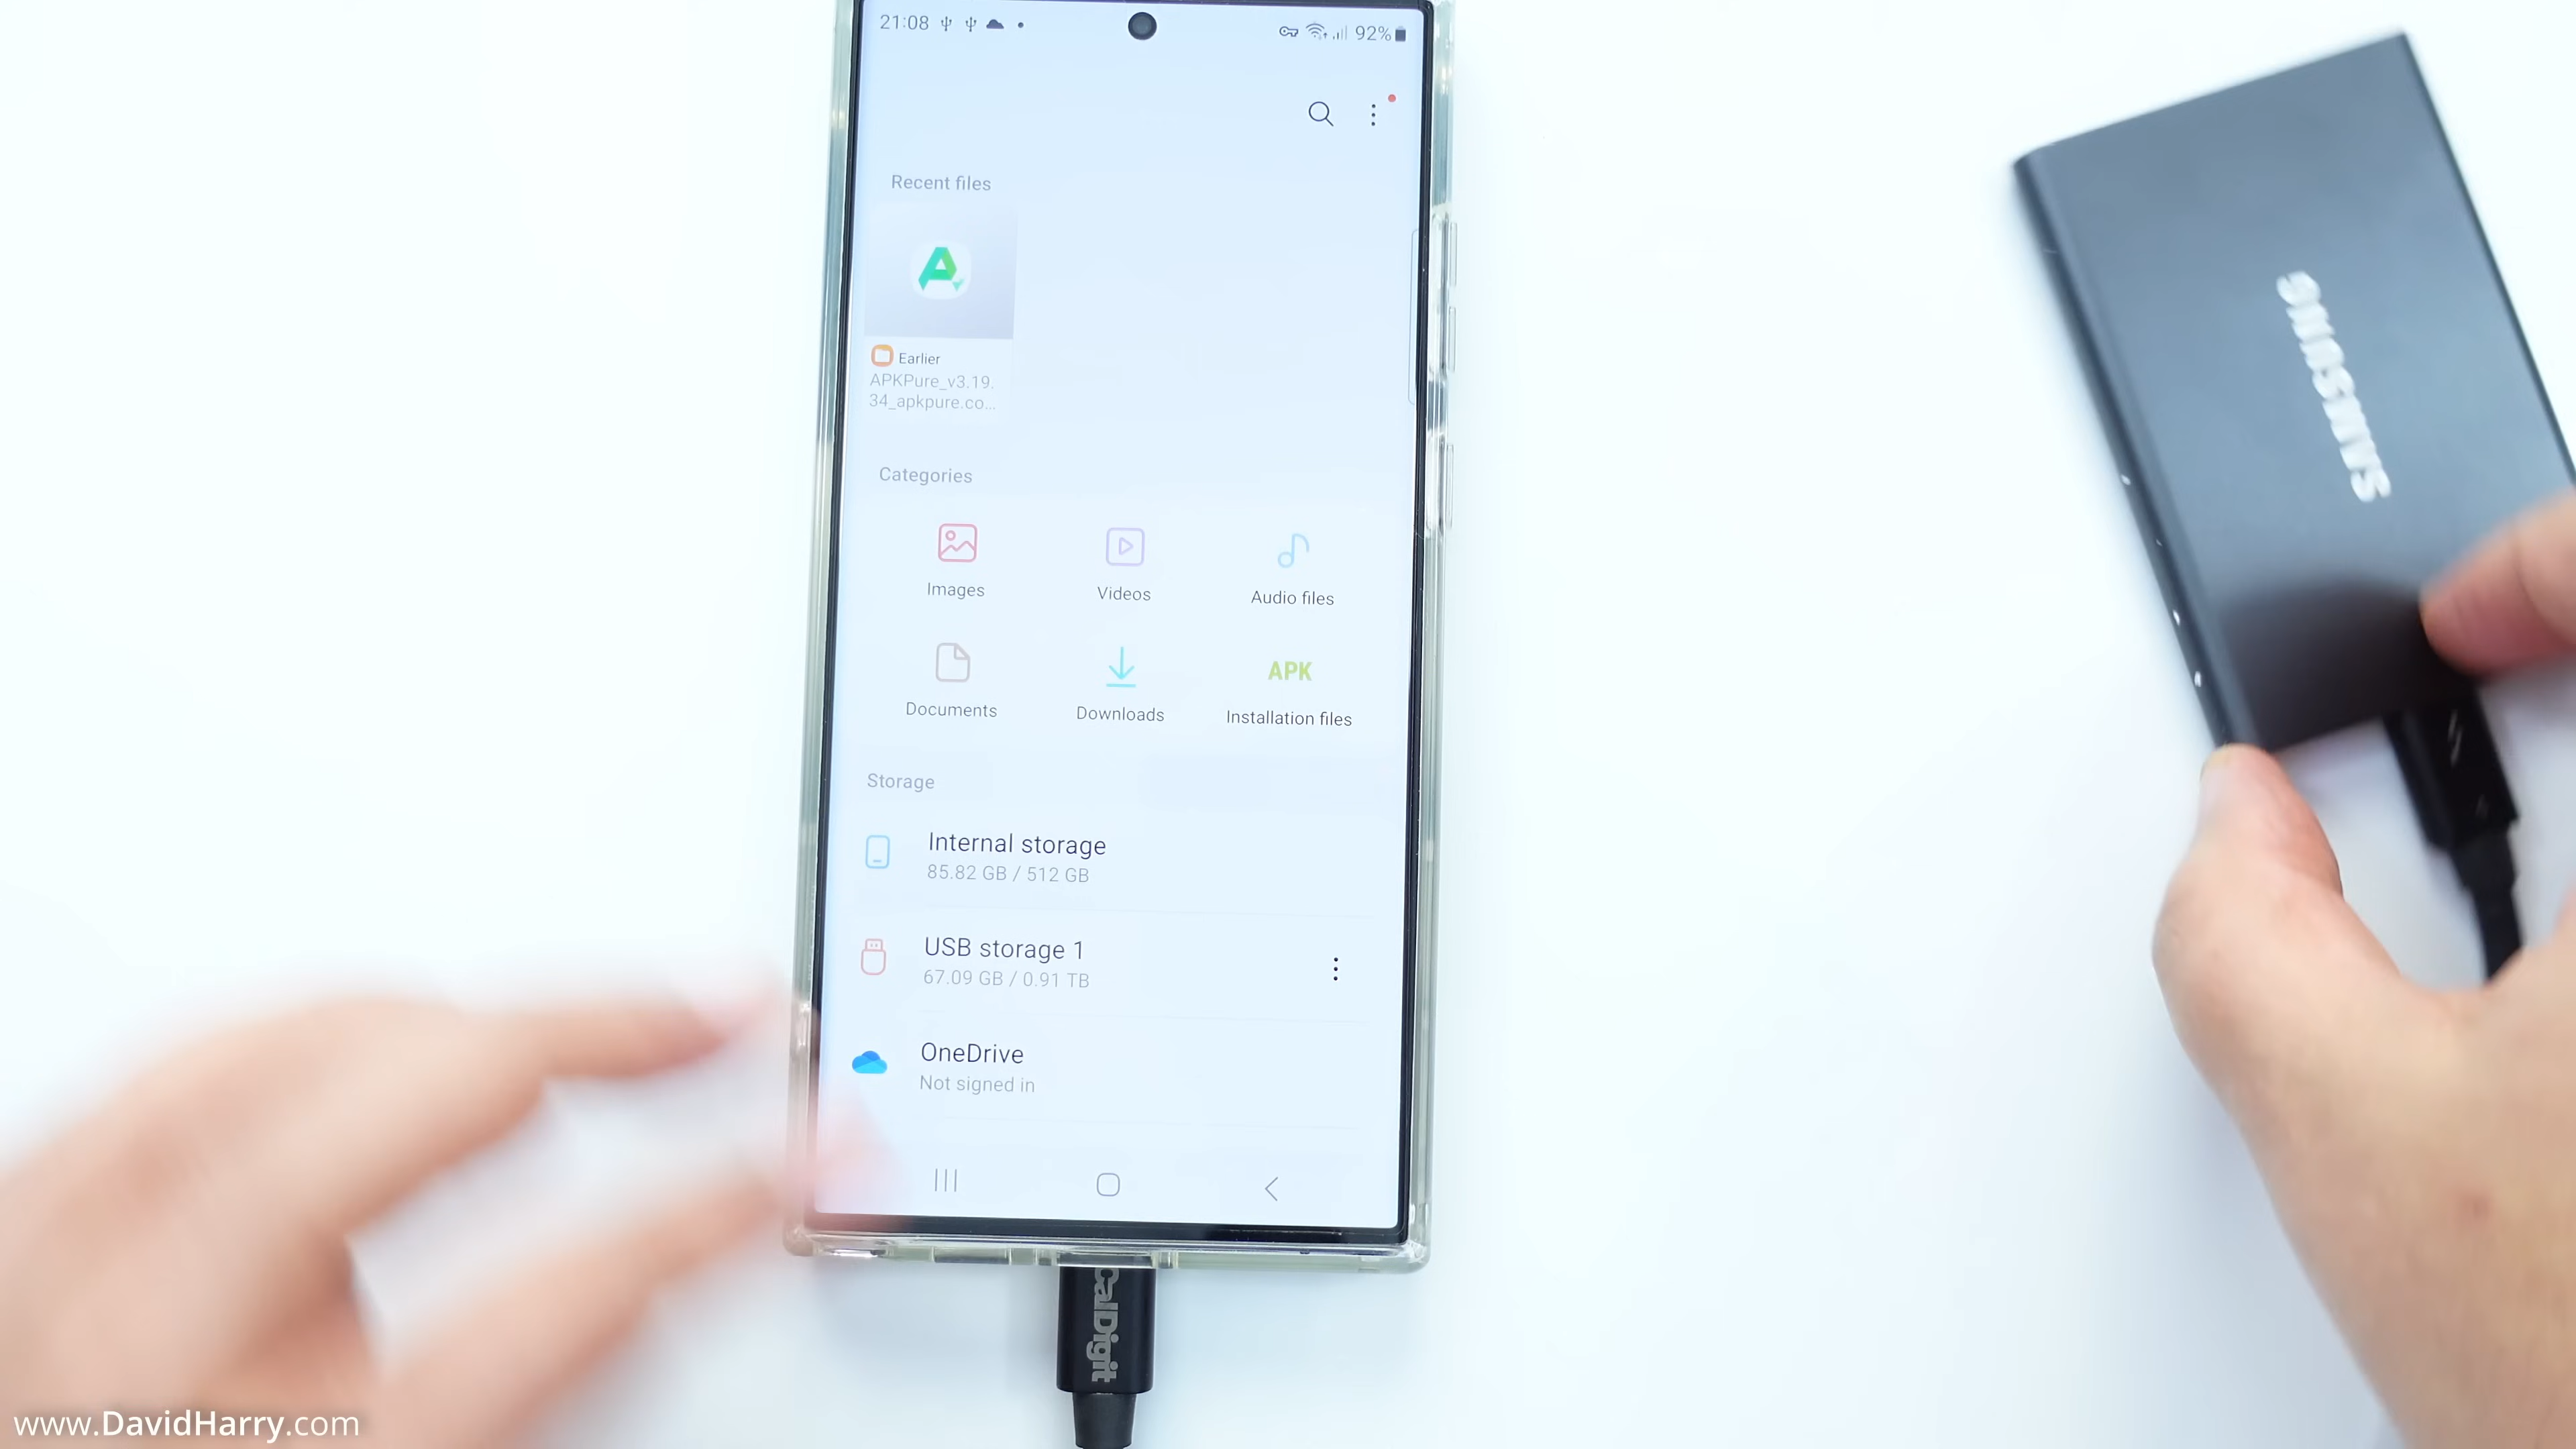 21:08
92%
Recent files
Earlier
APKPure_v3.19.
34_apkpure.co...
Categories
Images
Videos
Audio files
Documents
Downloads
APK
Installation files
Storage
Internal storage
85.82 GB / 512 GB
USB storage 1
67.09 GB / 0.91 TB
OneDrive
Not signed in
CalDigit
SAMSUNG
www.DavidHarry.com